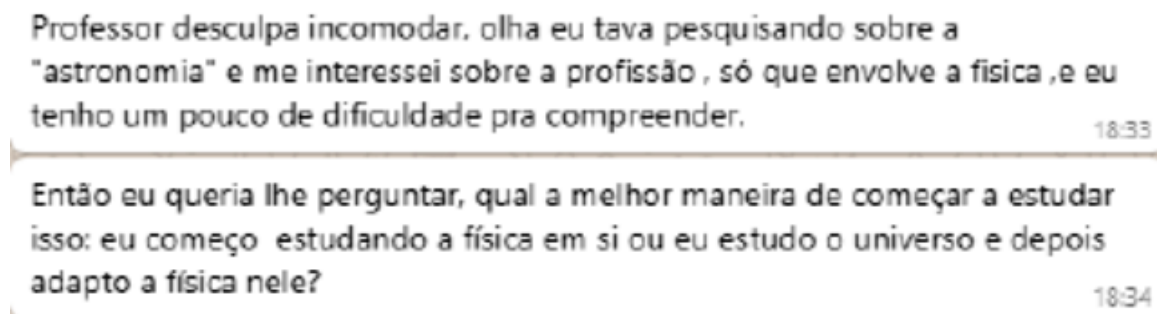 Professor desculpa incomodar, olha eu tava pesquisando sobre a
"astronomia" e me interessei sobre a profissão , só que envolve a fisica ,e eu
tenho um pouco de dificuldade pra compreender.
18:33
Então eu queria lhe perguntar, qual a melhor maneira de começar a estudar
isso: eu começo  estudando a física em si ou eu estudo o universo e depois
adapto a física nele?
18:34